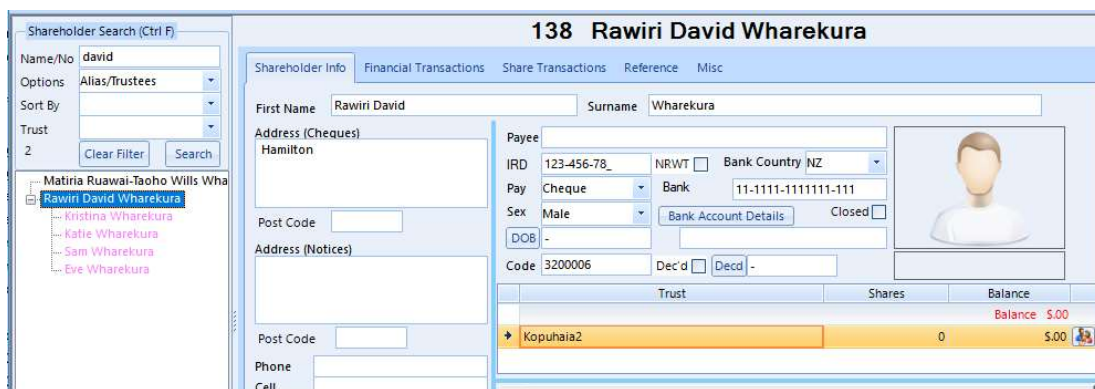 138 Rawiri David Wharekura
Shareholder Search (Ctrl F)
Name/No david
Options Alias/Trustees
Sort By
Trust
2 Clear Filter Search
Matiria Ruawai-Taoho Wills Wha
Rawiri David Wharekura
Kristina Wharekura
Katie Wharekura
Sam Wharekura
Eve Wharekura
Shareholder Info Financial Transactions Share Transactions Reference Misc
First Name Rawiri David Surname Wharekura
Address (Cheques)
Hamilton
Post Code
Address (Notices)
Post Code
Phone
Cell
Payee
IRD 123-456-78_ NRWT Bank Country NZ
Pay Cheque Bank 11-1111-1111111-111
Sex Male Bank Account Details Closed
DOB -
Code 3200006 Dec'd Decd -
Trust Shares Balance
Balance $.00
Kopuhaia2 0 $.00